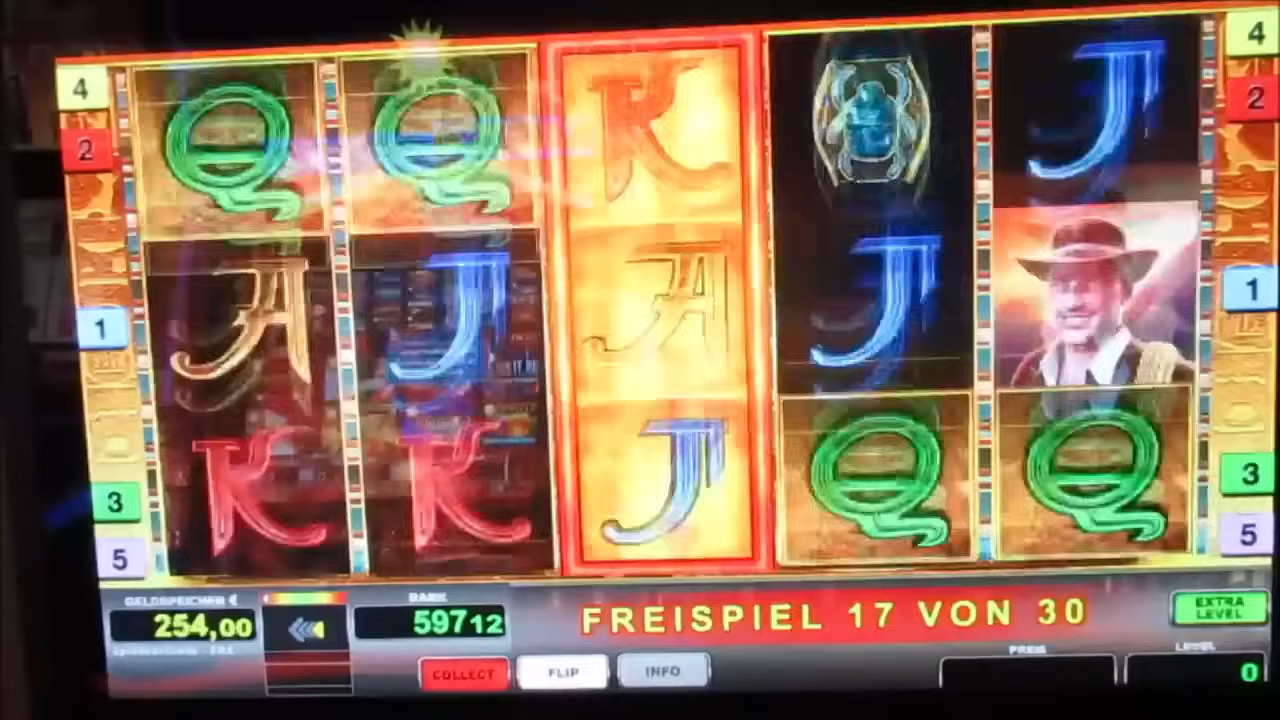 4 Q Q K J 4
2 2
A J A J
1 1
K K J Q Q
3 3
5 5
GELDSPEICHER € BANK
254,00 59712 FREISPIEL 17 VON 30 EXTRA LEVEL
PREIS LEVEL
COLLECT FLIP INFO 0